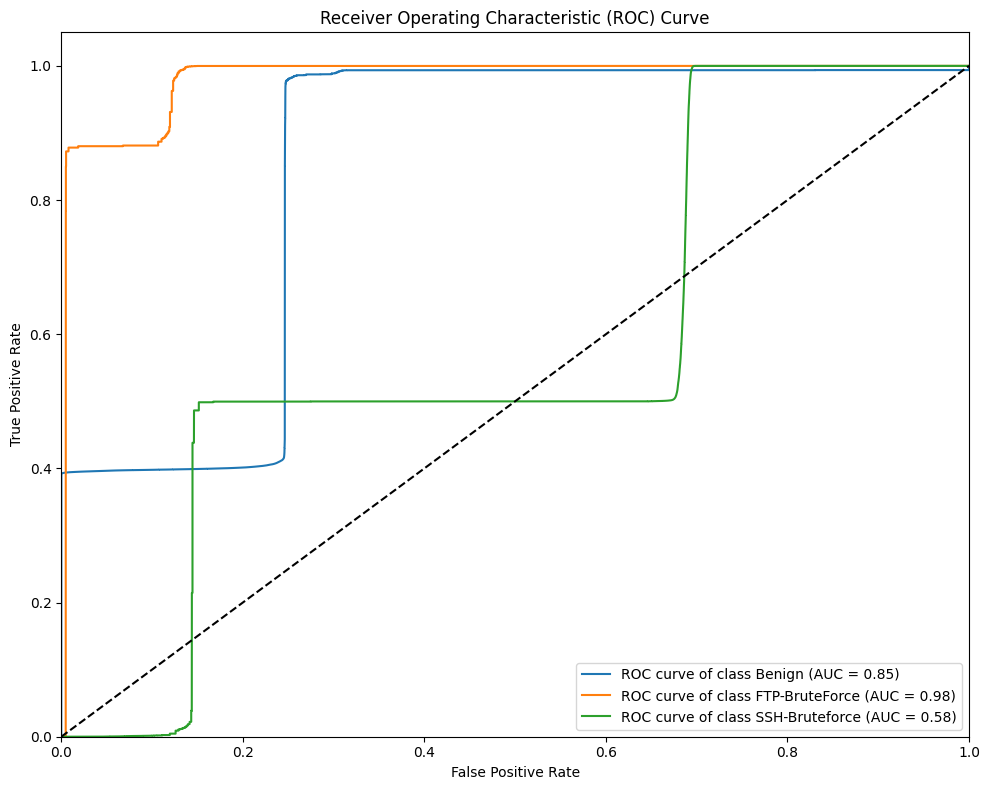 Receiver Operating Characteristic (ROC) Curve
True Positive Rate
1.0
0.8
0.6
0.4
0.2
0.0
0.0 0.2 0.4 0.6 0.8 1.0
False Positive Rate
ROC curve of class Benign (AUC = 0.85)
ROC curve of class FTP-BruteForce (AUC = 0.98)
ROC curve of class SSH-Bruteforce (AUC = 0.58)